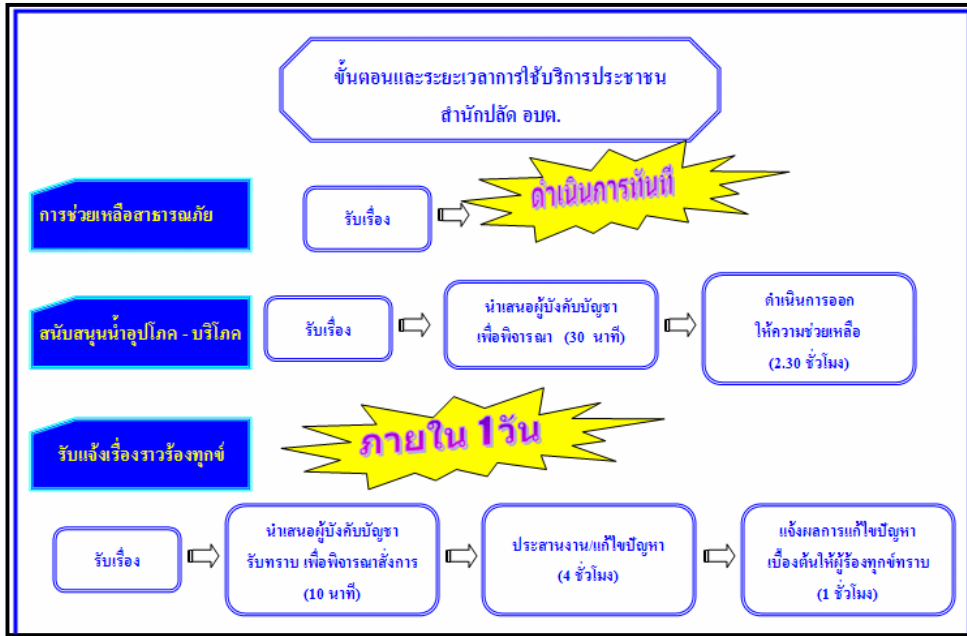 ขั้นตอนและระยะเวลาการใช้บริการประชาชน
สำนักปลัด อบต.
การช่วยเหลือสาธารณภัย
รับเรื่อง
ดำเนินการทันที
สนับสนุนน้ำอุปโภค - บริโภค
รับเรื่อง
นำเสนอผู้บังคับบัญชา
เพื่อพิจารณา (30 นาที)
ดำเนินการออก
ให้ความช่วยเหลือ
(2.30 ชั่วโมง)
รับแจ้งเรื่องราวร้องทุกข์
ภายใน 1 วัน
รับเรื่อง
นำเสนอผู้บังคับบัญชา
รับทราบ เพื่อพิจารณาสั่งการ
(10 นาที)
ประสานงาน/แก้ไขปัญหา
(4 ชั่วโมง)
แจ้งผลการแก้ไขปัญหา
เบื้องต้นให้ผู้ร้องทุกข์ทราบ
(1 ชั่วโมง)